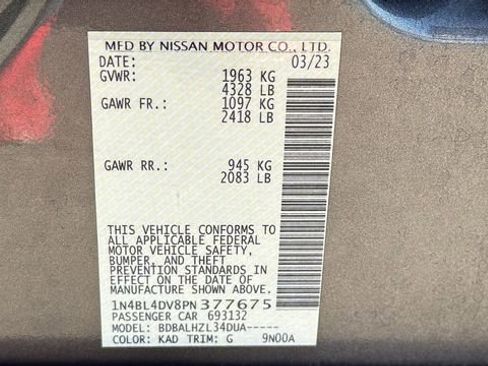 MFD BY NISSAN MOTOR CO., LTD.
DATE: 03/23
GVWR: 1963 KG
4328 LB
GAWR FR.: 1097 KG
2418 LB
GAWR RR.: 945 KG
2083 LB
THIS VEHICLE CONFORMS TO
ALL APPLICABLE FEDERAL
MOTOR VEHICLE SAFETY,
BUMPER, AND THEFT
PREVENTION STANDARDS IN
EFFECT ON THE DATE OF
MANUFACTURE SHOWN ABOVE.
1N4BL4DV8PN377675
PASSENGER CAR 693132
MODEL: BDBALHZL34DUA-----
COLOR: KAD TRIM: G 9N00A